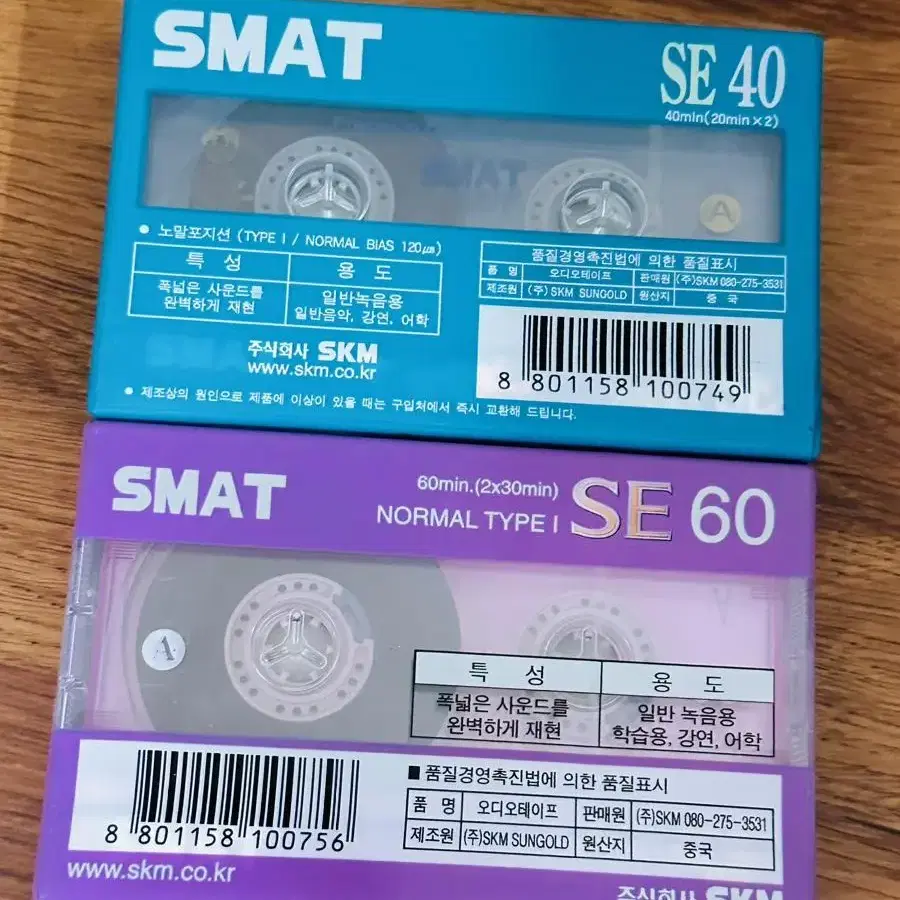 SMAT
SE 40
40min(20min×2)
SMAT
A
• 노말포지션 (TYPE I / NORMAL BIAS 120㎲)
특 성 용 도
폭넓은 사운드를 완벽하게 재현
일반녹음용 일반음악, 강연, 어학
품질경영촉진법에 의한 품질표시
품 명 오디오테이프 판매원 (주)SKM 080-275-3531
제조원 (주) SKM SUNGOLD 원산지 중 국
주식회사 SKM
www.skm.co.kr
8 801158 100749
• 제조상의 원인으로 제품에 이상이 있을 때는 구입처에서 즉시 교환해 드립니다.
SMAT
60min.(2x30min)
NORMAL TYPE I
SE 60
A
특 성 용 도
폭넓은 사운드를 완벽하게 재현
일반 녹음용 학습용, 강연, 어학
■ 품질경영촉진법에 의한 품질표시
품 명 오디오테이프 판매원 (주)SKM 080-275-3531
제조원 (주)SKM SUNGOLD 원산지 중국
8 801158 100756
www.skm.co.kr
주식회사 SKM